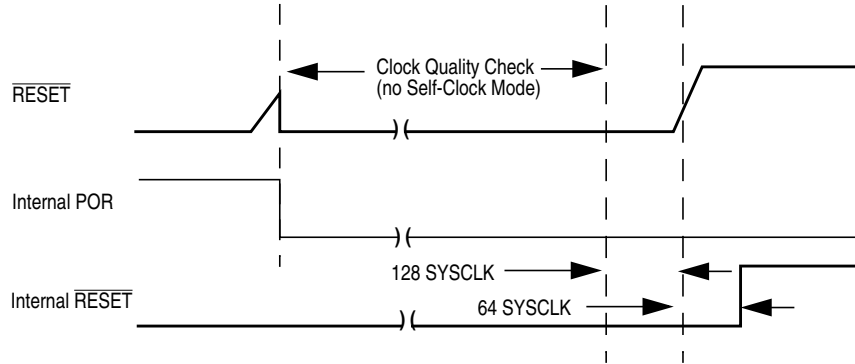 Clock Quality Check
(no Self-Clock Mode)
RESET
Internal POR
128 SYSCLK
Internal RESET
64 SYSCLK